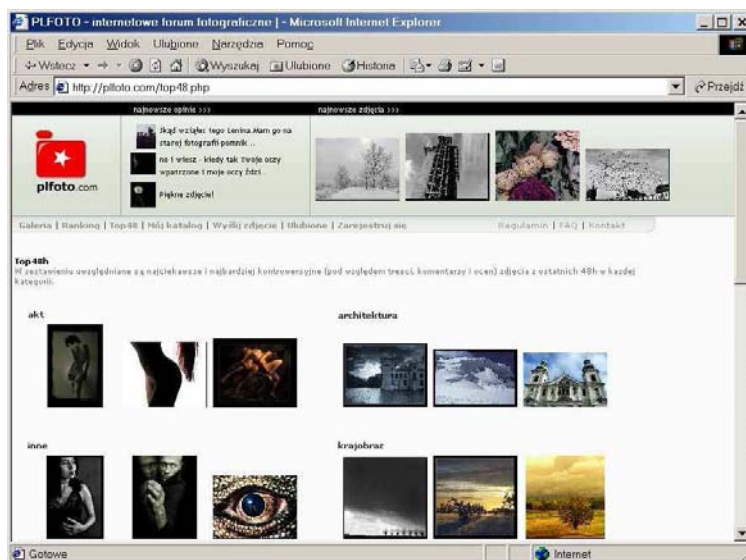 PLFOTO - internetowe forum fotograficzne | - Microsoft Internet Explorer
Plik Edycja Widok Ulubione Narzędzia Pomoc
Wstecz Wyszukaj Ulubione Historia
Adres http://plfoto.com/top48.php Przejdź
najnowsze opinie >>> najnowsze zdjęcia >>>
Skąd wziąłeś tego Lenina.Mam go na
starej fotografii pomnik ..
no i wiesz - kiedy tak Twoje oczy
wpatrzone i moje oczy
Piękne zdjęcie!
plfoto.com
Galeria | Ranking | Top48 | Mój katalog | Wyślij zdjęcie | Ulubione | Zarejestruj się Regulamin | FAQ | Kontakt
Top48h
W zestawieniu uwzględniane są najciekawsze i najbardziej kontrowersyjne (pod względem tresci, komentarzy i ocen) zdjęcia z ostatnich 48h w każdej
kategorii.
akt architektura
inne krajobraz
Gotowe Internet